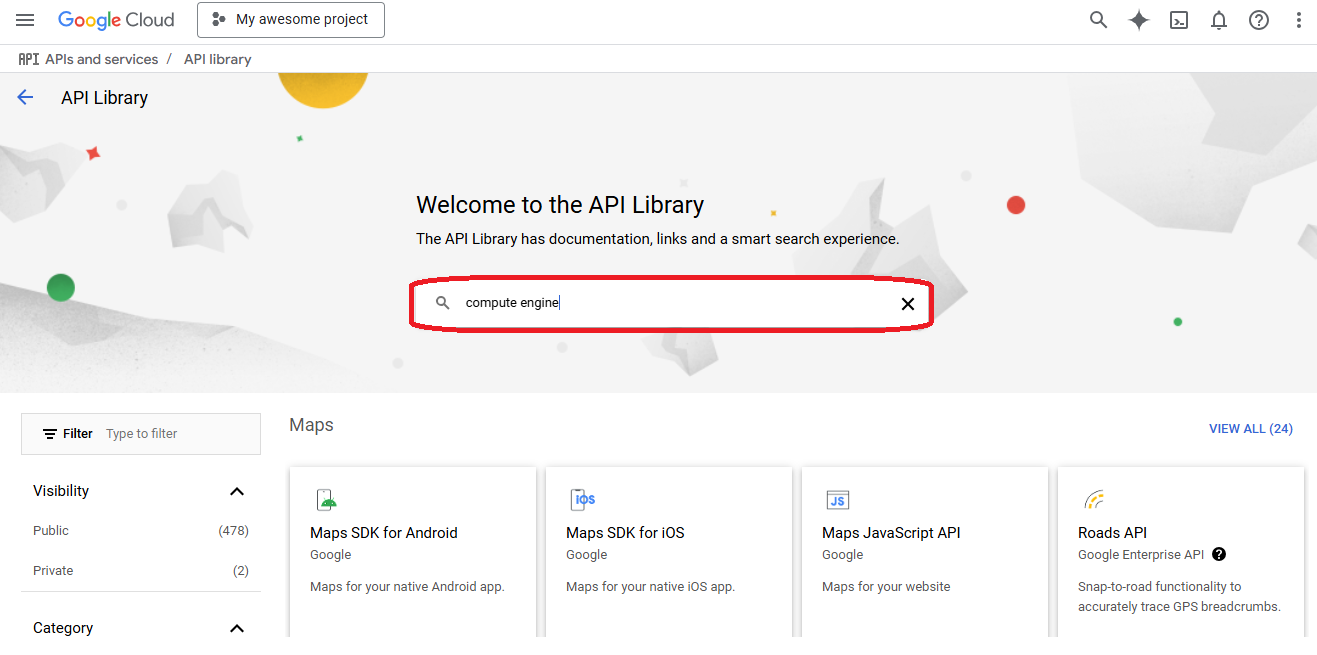 Google Cloud
My awesome project
API APIs and services / API library
API Library
Welcome to the API Library
The API Library has documentation, links and a smart search experience.
compute engine
Filter Type to filter
Maps
VIEW ALL (24)
Visibility
Public (478)
Private (2)
Category
Maps SDK for Android
Google
Maps for your native Android app.
iOS
Maps SDK for iOS
Google
Maps for your native iOS app.
JS
Maps JavaScript API
Google
Maps for your website
Roads API
Google Enterprise API ?
Snap-to-road functionality to
accurately trace GPS breadcrumbs.